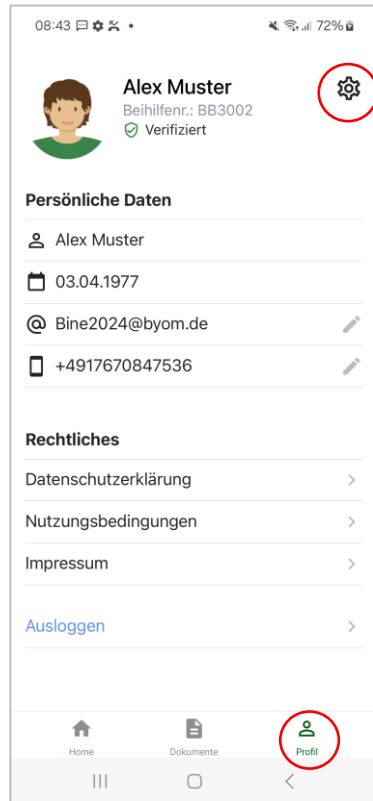 08:43 72%
Alex Muster
Beihilfenr.: BB3002
Verifiziert
Persönliche Daten
Alex Muster
03.04.1977
Bine2024@byom.de
+4917670847536
Rechtliches
Datenschutzerklärung
Nutzungsbedingungen
Impressum
Ausloggen
Home Dokumente Profil